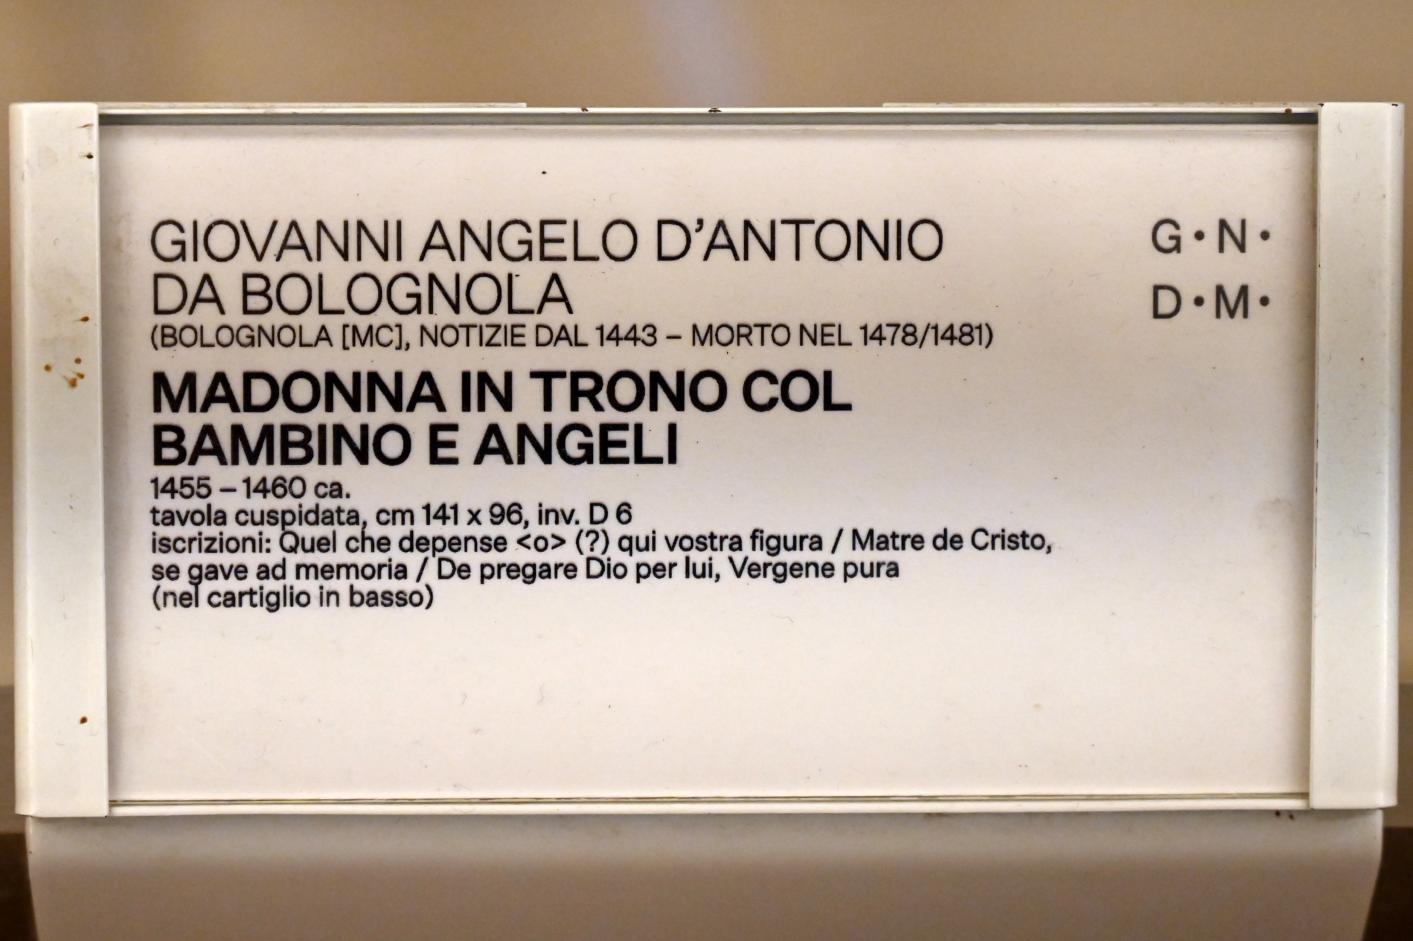 GIOVANNI ANGELO D'ANTONIO
DA BOLOGNOLA
(BOLOGNOLA [MC], NOTIZIE DAL 1443 – MORTO NEL 1478/1481)
MADONNA IN TRONO COL
BAMBINO E ANGELI
1455 – 1460 ca.
tavola cuspidata, cm 141 x 96, inv. D 6
iscrizioni: Quel che depense <o> (?) qui vostra figura / Matre de Cristo,
se gave ad memoria / De pregare Dio per lui, Vergene pura
(nel cartiglio in basso)
G·N·
D·M·